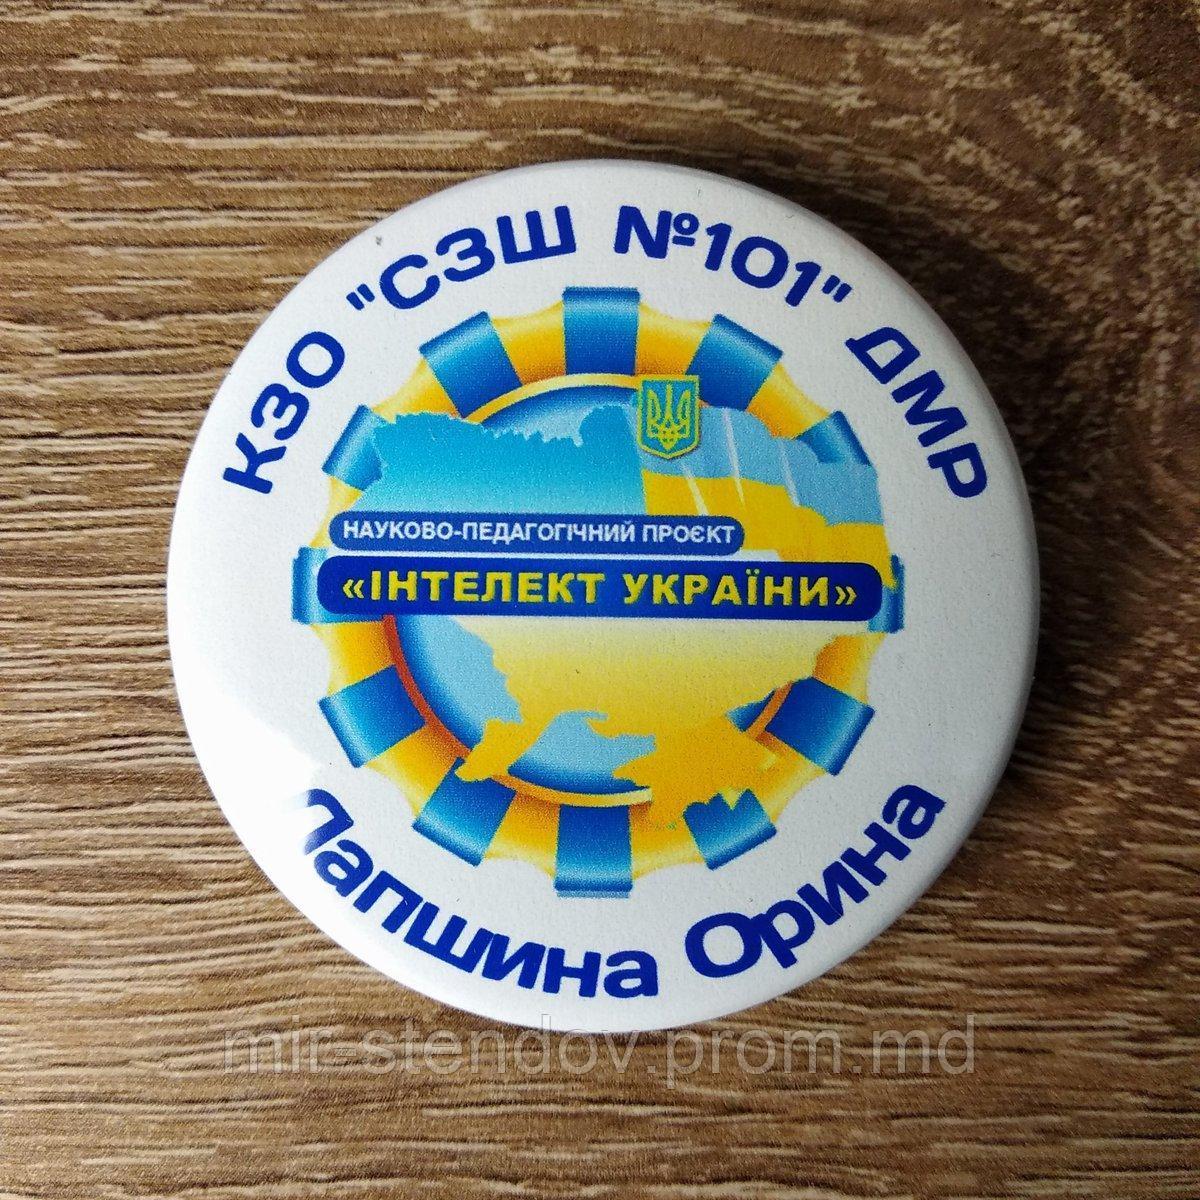 КЗО "СЗШ №101" ДМР
НАУКОВО-ПЕДАГОГІЧНИЙ ПРОЄКТ
«ІНТЕЛЕКТ УКРАЇНИ»
Лапшина Орина
mir-stendov.prom.md